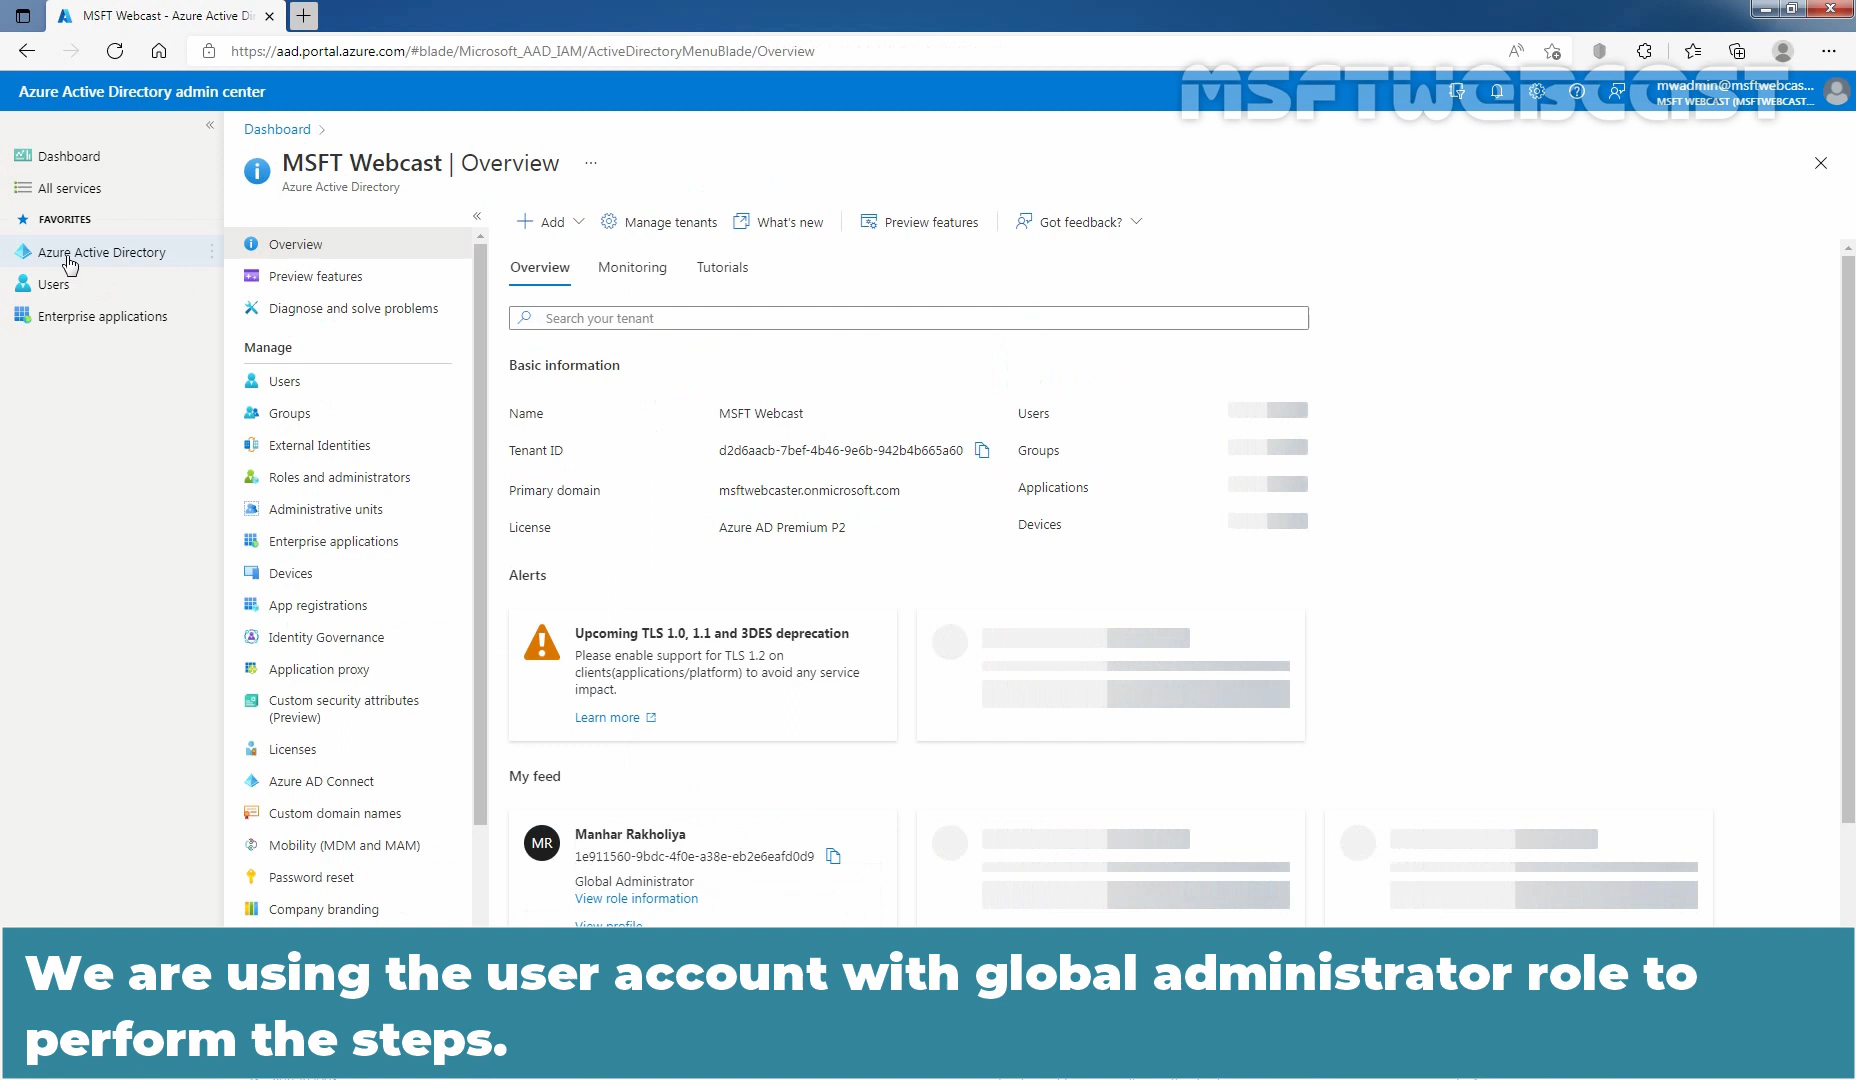 MSFT Webcast - Azure Active Di
https://aad.portal.azure.com/#blade/Microsoft_AAD_IAM/ActiveDirectoryMenuBlade/Overview
MSFTWEBCAST
Azure Active Directory admin center
mwadmin@msftwebcas...
MSFT WEBCAST (MSFTWEBCAST...
Dashboard
All services
FAVORITES
Azure Active Directory
Users
Enterprise applications
Dashboard >
MSFT Webcast | Overview ...
Azure Active Directory
Overview
Preview features
Diagnose and solve problems
Manage
Users
Groups
External Identities
Roles and administrators
Administrative units
Enterprise applications
Devices
App registrations
Identity Governance
Application proxy
Custom security attributes
(Preview)
Licenses
Azure AD Connect
Custom domain names
Mobility (MDM and MAM)
Password reset
Company branding
Add Manage tenants What's new Preview features Got feedback?
Overview Monitoring Tutorials
Search your tenant
Basic information
Name MSFT Webcast Users
Tenant ID d2d6aacb-7bef-4b46-9e6b-942b4b665a60 Groups
Primary domain msftwebcaster.onmicrosoft.com Applications
License Azure AD Premium P2 Devices
Alerts
Upcoming TLS 1.0, 1.1 and 3DES deprecation
Please enable support for TLS 1.2 on
clients(applications/platform) to avoid any service
impact.
Learn more
My feed
MR
Manhar Rakholiya
1e911560-9bdc-4f0e-a38e-eb2e6eafd0d9
Global Administrator
View role information
View profile
We are using the user account with global administrator role to
perform the steps.